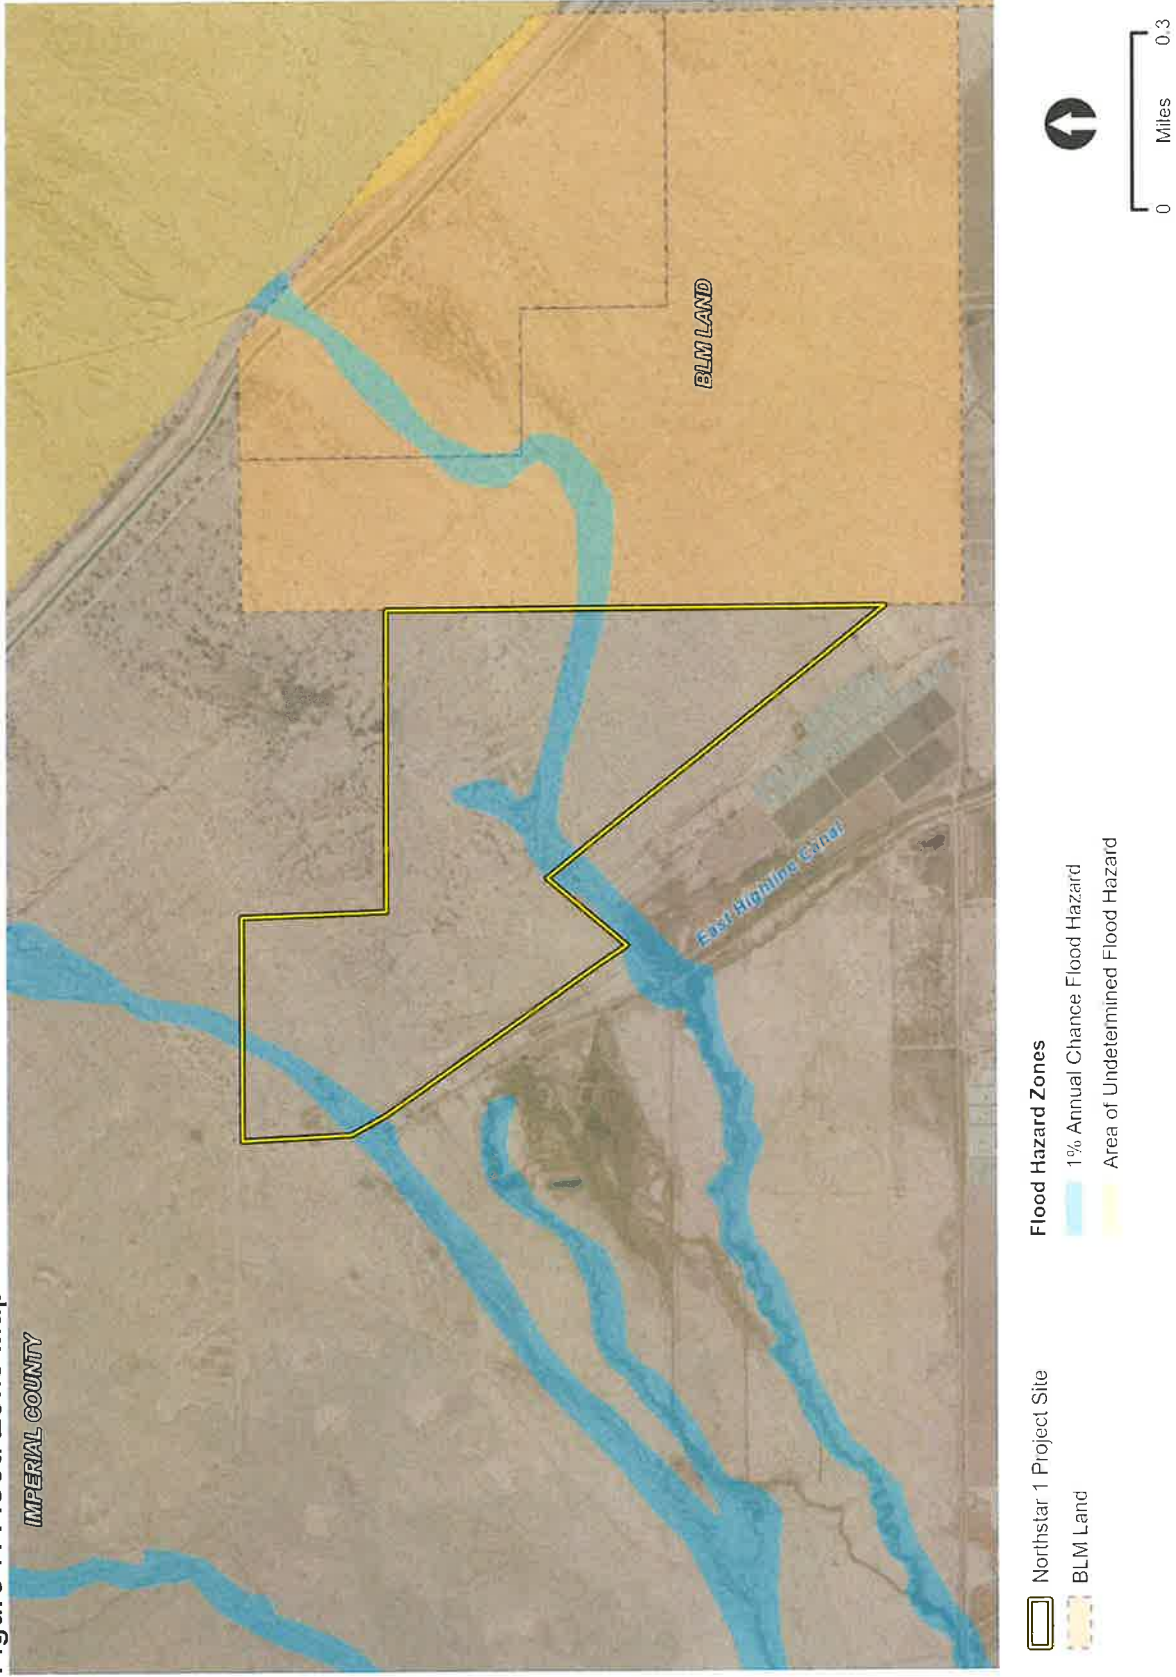 IMPERIAL COUNTY
BLM LAND
East Highline Canal
Northstar 1 Project Site
BLM Land
Flood Hazard Zones
1% Annual Chance Flood Hazard
Area of Undetermined Flood Hazard
0 Miles 0.3